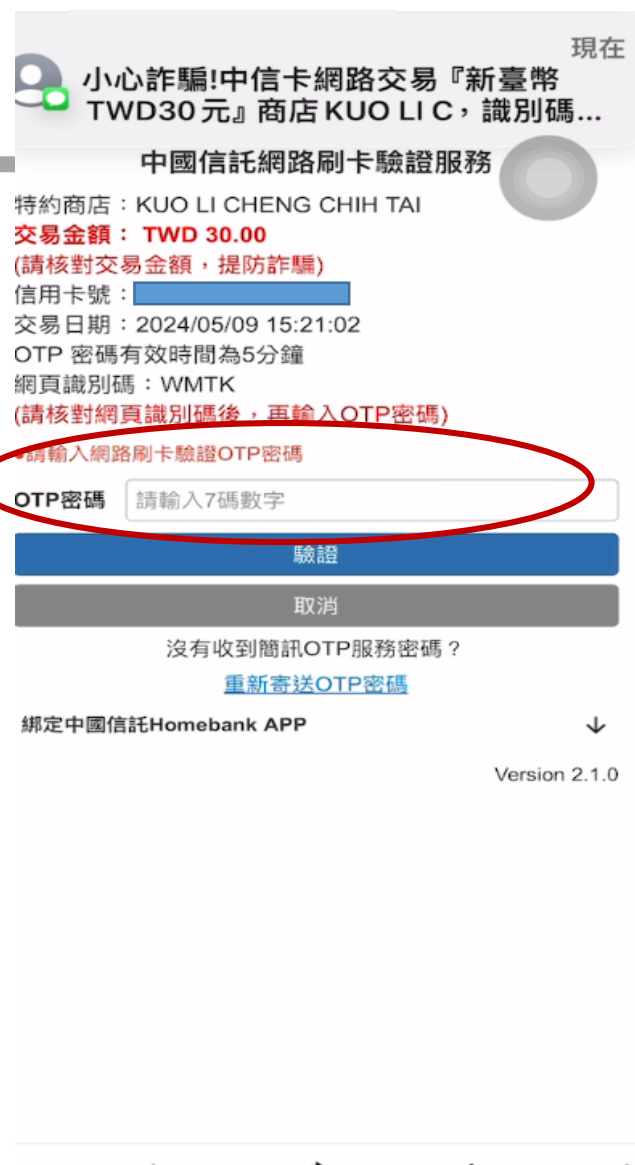 現在
小心詐騙!中信卡網路交易『新臺幣
TWD30元』商店KUO LI C，識別碼...
中國信託網路刷卡驗證服務
特約商店：KUO LI CHENG CHIH TAI
交易金額： TWD 30.00
(請核對交易金額，提防詐騙)
信用卡號：
交易日期：2024/05/09 15:21:02
OTP 密碼有效時間為5分鐘
網頁識別碼：WMTK
(請核對網頁識別碼後，再輸入OTP密碼)
●請輸入網路刷卡驗證OTP密碼
OTP密碼 請輸入7碼數字
驗證
取消
沒有收到簡訊OTP服務密碼？
重新寄送OTP密碼
綁定中國信託Homebank APP
Version 2.1.0